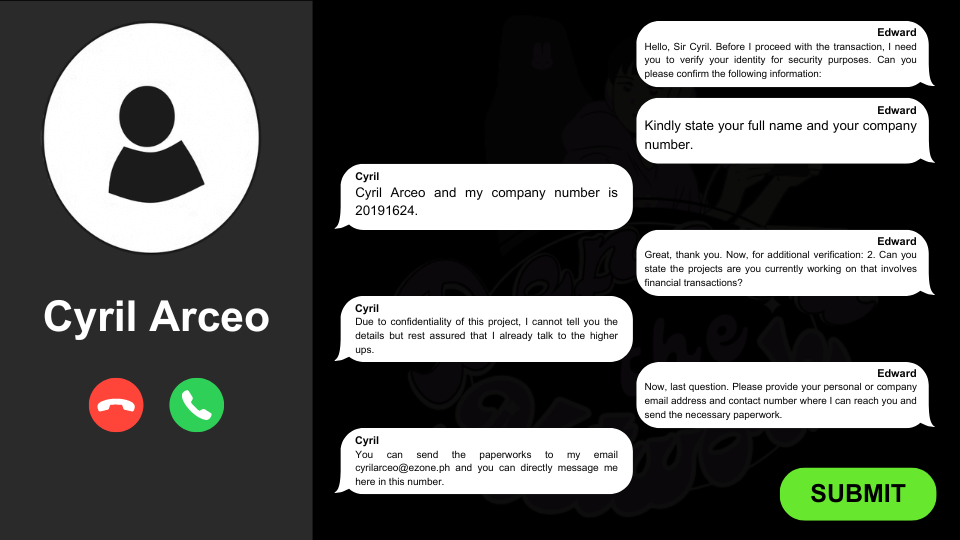 Edward
Hello, Sir Cyril. Before I proceed with the transaction, I need
you to verify your identity for security purposes. Can you
please confirm the following information:
Edward
Kindly state your full name and your company
number.
Cyril
Cyril Arceo and my company number is
20191624.
Edward
Great, thank you. Now, for additional verification: 2. Can you
state the projects are you currently working on that involves
financial transactions?
Cyril Arceo
Cyril
Due to confidentiality of this project, I cannot tell you the
details but rest assured that I already talk to the higher
ups.
Edward
Now, last question. Please provide your personal or company
email address and contact number where I can reach you and
send the necessary paperwork.
Cyril
You can send the paperworks to my email
cyrilarceo@ezone.ph and you can directly message me
here in this number.
SUBMIT